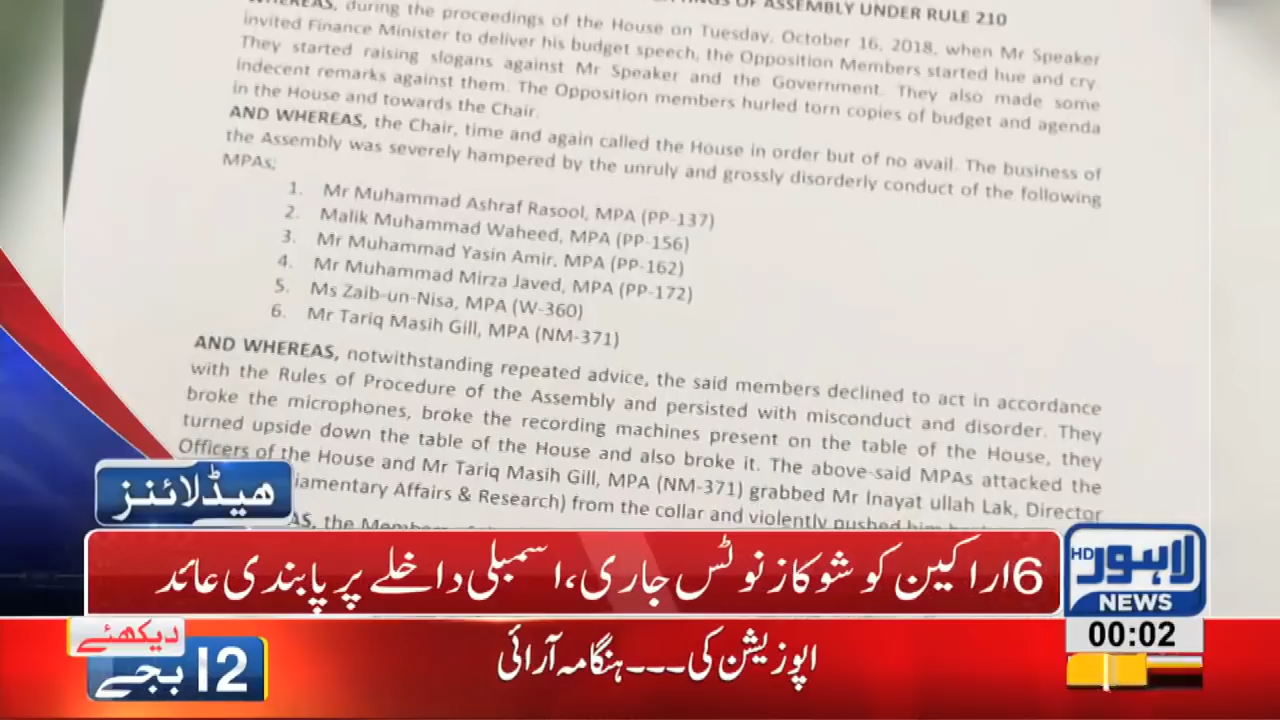 OF ASSEMBLY UNDER RULE 210
WHEREAS, during the proceedings of the House on Tuesday, October 16, 2018, when Mr Speaker
invited Finance Minister to deliver his budget speech, the Opposition Members started hue and cry.
They started raising slogans against Mr Speaker and the Government. They also made some
indecent remarks against them. The Opposition members hurled torn copies of budget and agenda
in the House and towards the Chair.
AND WHEREAS, the Chair, time and again called the House in order but of no avail. The business of
the Assembly was severely hampered by the unruly and grossly disorderly conduct of the following
MPAs;
1. Mr Muhammad Ashraf Rasool, MPA (PP-137)
2. Malik Muhammad Waheed, MPA (PP-156)
3. Mr Muhammad Yasin Amir, MPA (PP-162)
4. Mr Muhammad Mirza Javed, MPA (PP-172)
5. Ms Zaib-un-Nisa, MPA (W-360)
6. Mr Tariq Masih Gill, MPA (NM-371)
AND WHEREAS, notwithstanding repeated advice, the said members declined to act in accordance
with the Rules of Procedure of the Assembly and persisted with misconduct and disorder. They
broke the microphones, broke the recording machines present on the table of the House, they
turned upside down the table of the House and also broke it. The above-said MPAs attacked the
Officers of the House and Mr Tariq Masih Gill, MPA (NM-371) grabbed Mr Inayat ullah Lak, Director
iamentary Affairs & Research) from the collar and violently pushed him
AS, the
ھیڈلائنز
6 اراکین کو شوکاز نوٹس جاری، اسمبلی داخلے پر پابندی عائد
HD لاہور
NEWS
00:02
دیکھئے
12 بجے
اپوزیشن کی۔۔۔ ہنگامہ آرائی